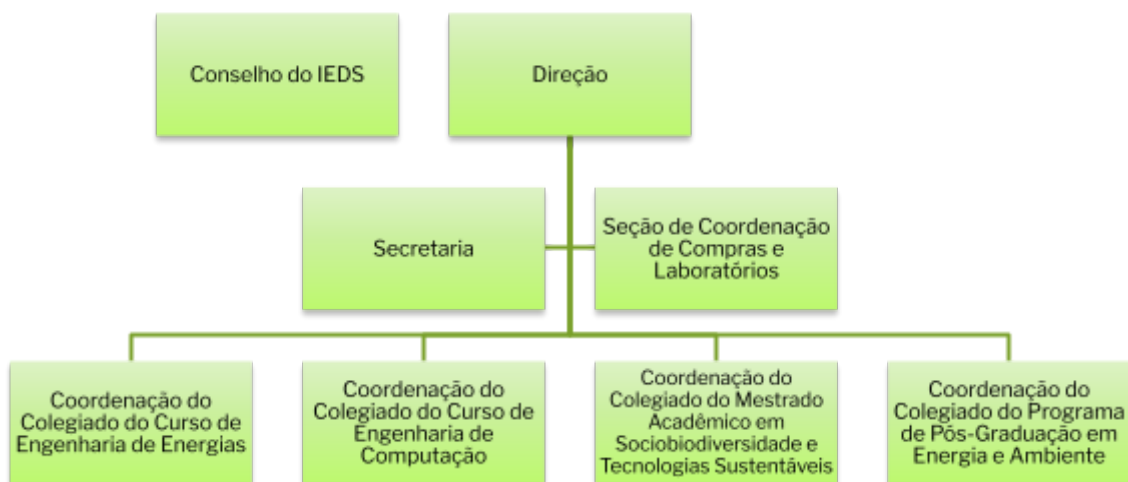 Conselho do IEDS
Direção
Secretaria
Seção de Coordenação
de Compras e
Laboratórios
Coordenação do
Colegiado do Curso de
Engenharia de Energias
Coordenação do
Colegiado do Curso de
Engenharia de
Computação
Coordenação do
Colegiado do Mestrado
Acadêmico em
Sociobiodiversidade e
Tecnologias Sustentáveis
Coordenação do
Colegiado do Programa
de Pós-Graduação em
Energia e Ambiente